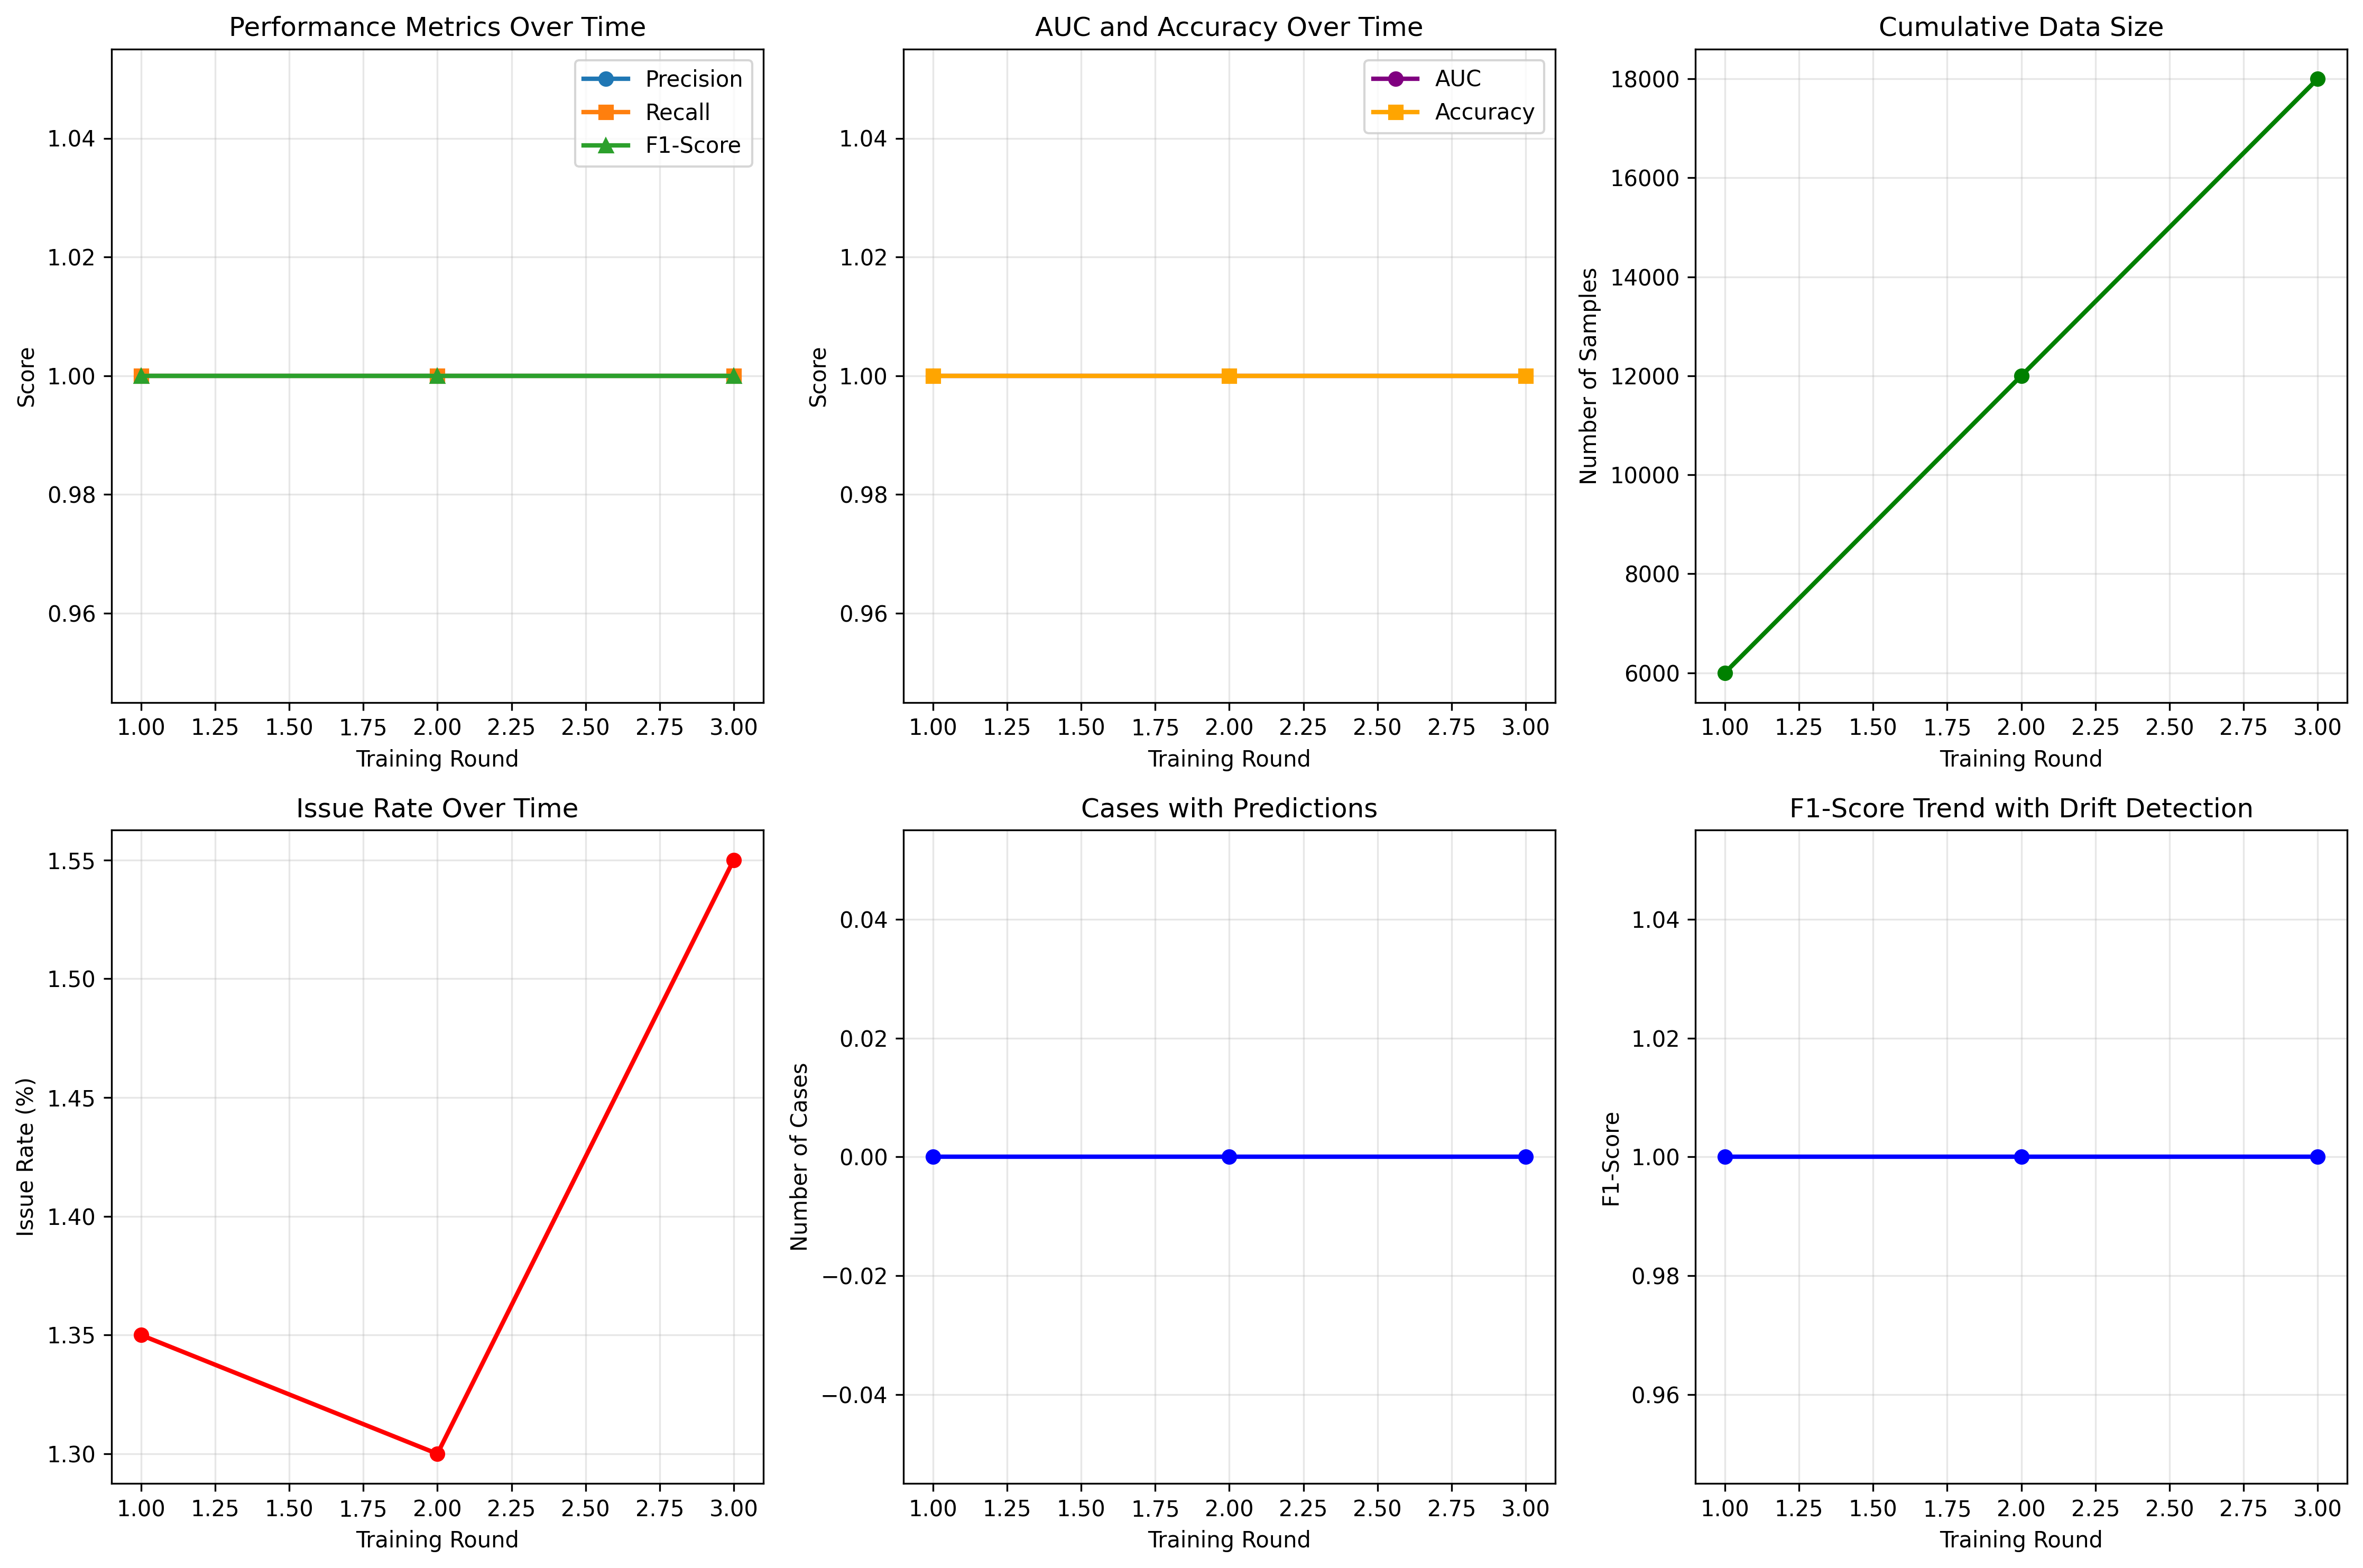 Performance Metrics Over Time
Score
1.04
1.02
1.00
0.98
0.96
Precision
Recall
F1-Score
1.00 1.25 1.50 1.75 2.00 2.25 2.50 2.75 3.00
Training Round
AUC and Accuracy Over Time
Score
1.04
1.02
1.00
0.98
0.96
AUC
Accuracy
1.00 1.25 1.50 1.75 2.00 2.25 2.50 2.75 3.00
Training Round
Cumulative Data Size
Number of Samples
18000
16000
14000
12000
10000
8000
6000
1.00 1.25 1.50 1.75 2.00 2.25 2.50 2.75 3.00
Training Round
Issue Rate Over Time
Issue Rate (%)
1.55
1.50
1.45
1.40
1.35
1.30
1.00 1.25 1.50 1.75 2.00 2.25 2.50 2.75 3.00
Training Round
Cases with Predictions
Number of Cases
0.04
0.02
0.00
−0.02
−0.04
1.00 1.25 1.50 1.75 2.00 2.25 2.50 2.75 3.00
Training Round
F1-Score Trend with Drift Detection
F1-Score
1.04
1.02
1.00
0.98
0.96
1.00 1.25 1.50 1.75 2.00 2.25 2.50 2.75 3.00
Training Round